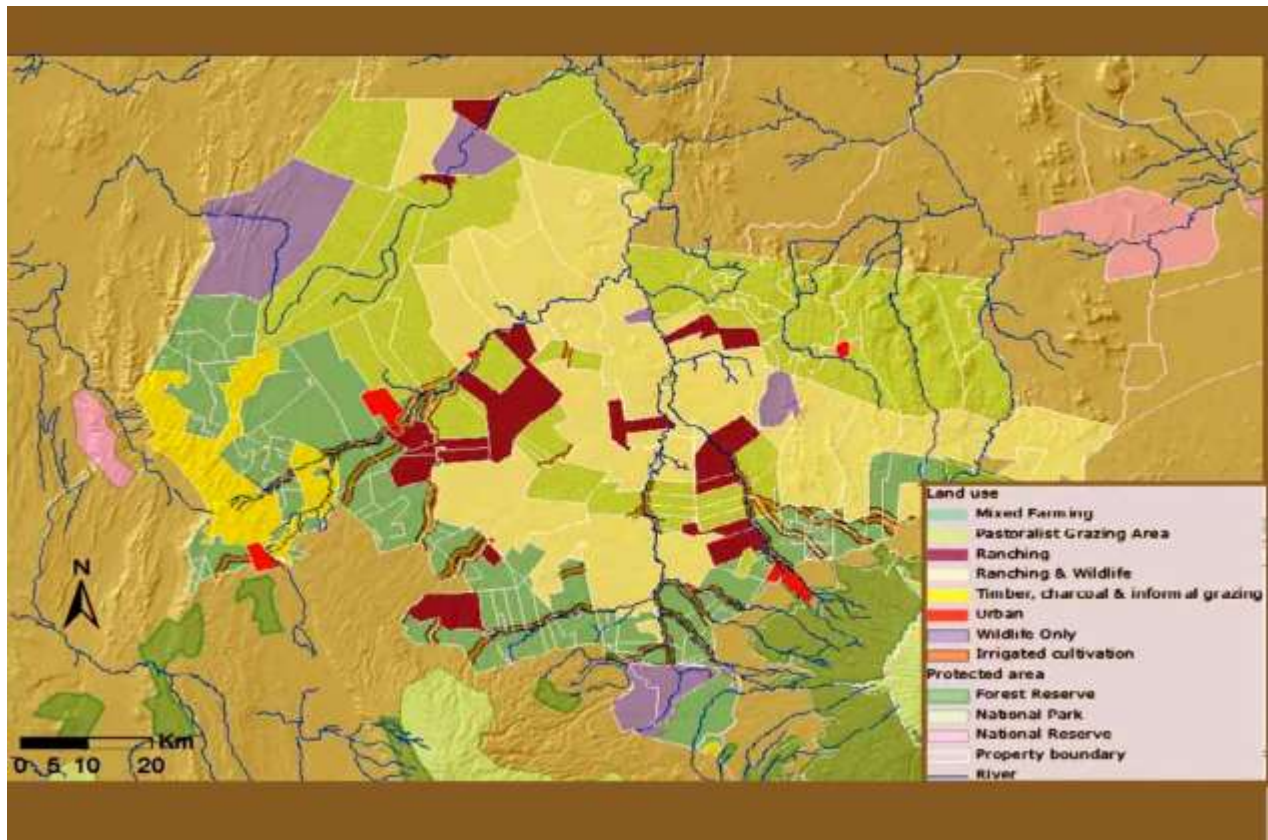 Land use
Mixed Farming
Pastoralist Grazing Area
Ranching
Ranching & Wildlife
Timber, charcoal & informal grazing
Urban
Wildlife Only
Irrigated cultivation
Protected area
Forest Reserve
National Park
National Reserve
Property boundary
River
N
Km
0 5 10 20